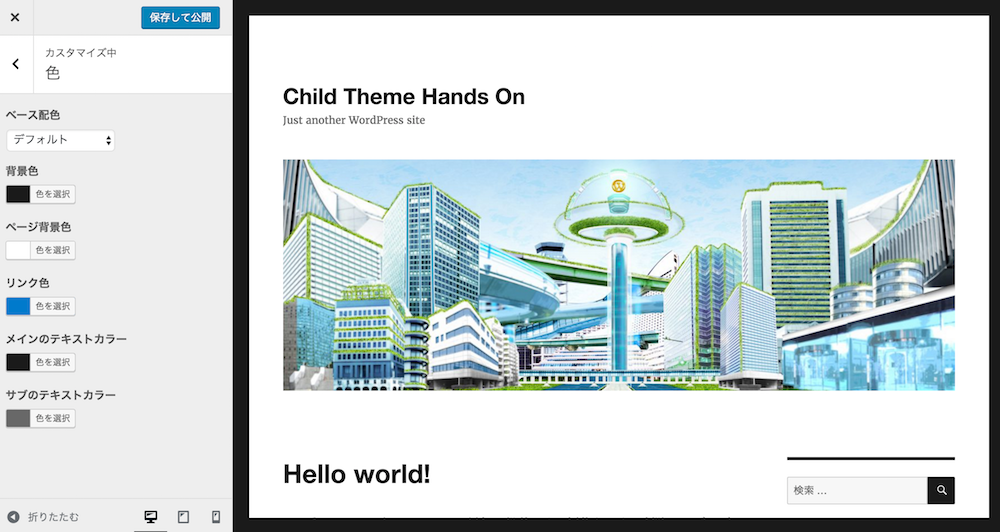 保存して公開
カスタマイズ中
色
ベース配色
デフォルト
背景色
色を選択
ページ背景色
色を選択
リンク色
色を選択
メインのテキストカラー
色を選択
サブのテキストカラー
色を選択
折りたたむ
Child Theme Hands On
Just another WordPress site
Hello world!
検索 ...